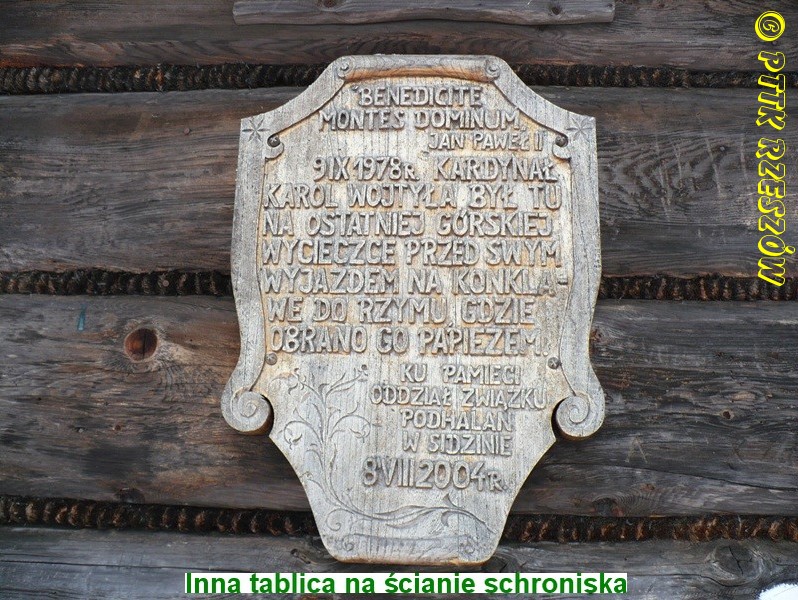 BENEDICITE
MONTES DOMINUM
JAN PAWEŁ II
9 IX 1978 R. KARDYNAŁ
KAROL WOJTYŁA BYŁ TU
NA OSTATNIEJ GÓRSKIEJ
WYCIECZCE PRZED SWYM
WYJAZDEM NA KONKLA-
WE DO RZYMU GDZIE
OBRANO GO PAPIEŻEM.
KU PAMIĘCI
ODDZIAŁ ZWIĄZKU
PODHALAN
W SIDZINIE
8 VIII 2004 R.
Inna tablica na ścianie schroniska
© PTTK RZESZÓW